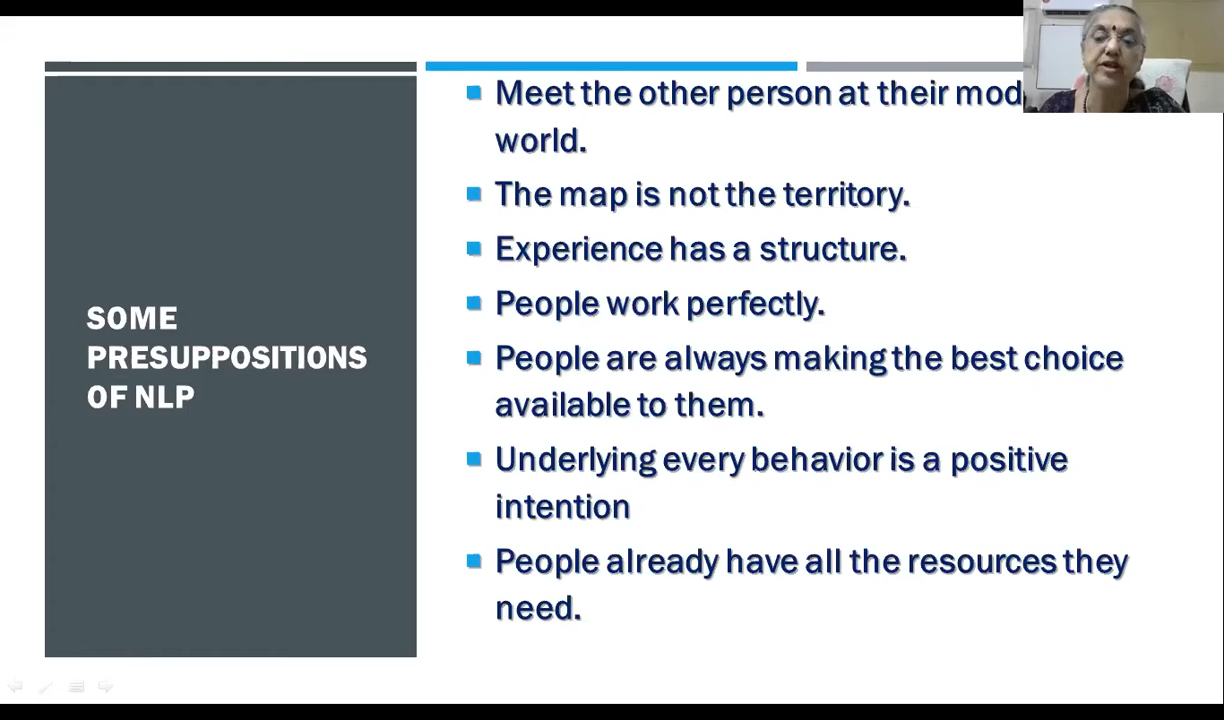 SOME
PRESUPPOSITIONS
OF NLP
Meet the other person at their
world.
The map is not the territory.
Experience has a structure.
People work perfectly.
People are always making the best choice
available to them.
Underlying every behavior is a positive
intention
People already have all the resources they
need.